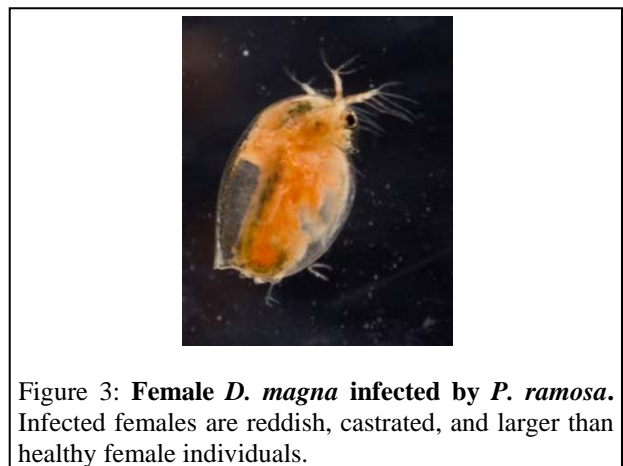 Figure 3: Female D. magna infected by P. ramosa.
Infected females are reddish, castrated, and larger than
healthy female individuals.